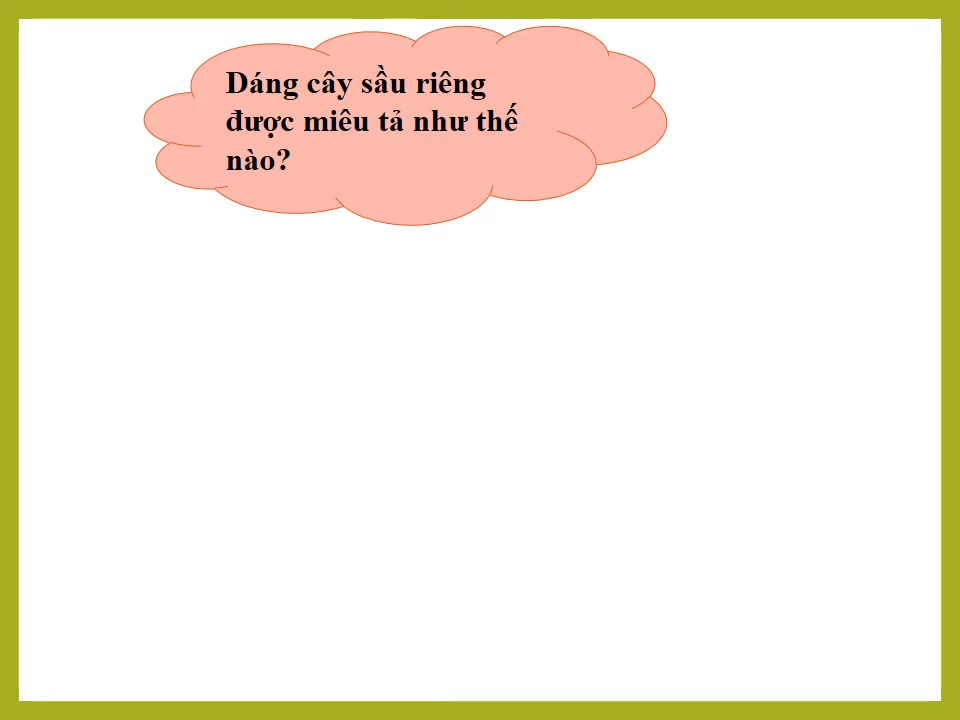 Dáng cây sầu riêng
được miêu tả như thế
nào?